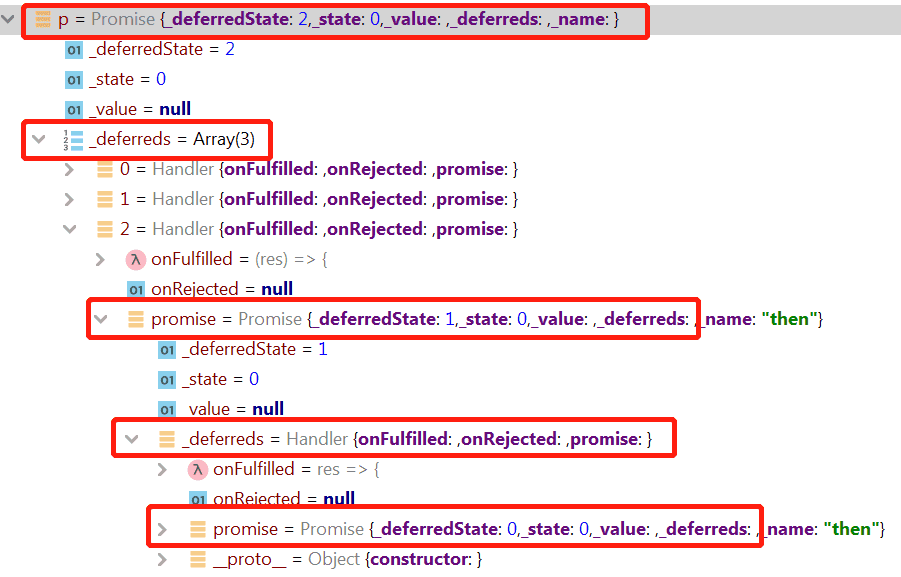 p = Promise {_deferredState: 2,_state: 0,_value: ,_deferreds: ,_name: }
01 _deferredState = 2
01 _state = 0
01 _value = null
1 2 3 _deferreds = Array(3)
0 = Handler {onFulfilled: ,onRejected: ,promise: }
1 = Handler {onFulfilled: ,onRejected: ,promise: }
2 = Handler {onFulfilled: ,onRejected: ,promise: }
λ onFulfilled = (res) => {
01 onRejected = null
promise = Promise {_deferredState: 1,_state: 0,_value: ,_deferreds: ,_name: "then"}
01 _deferredState = 1
01 _state = 0
01 _value = null
_deferreds = Handler {onFulfilled: ,onRejected: ,promise: }
λ onFulfilled = res => {
01 onRejected = null
promise = Promise {_deferredState: 0,_state: 0,_value: ,_deferreds: ,_name: "then"}
__proto__ = Object {constructor: }